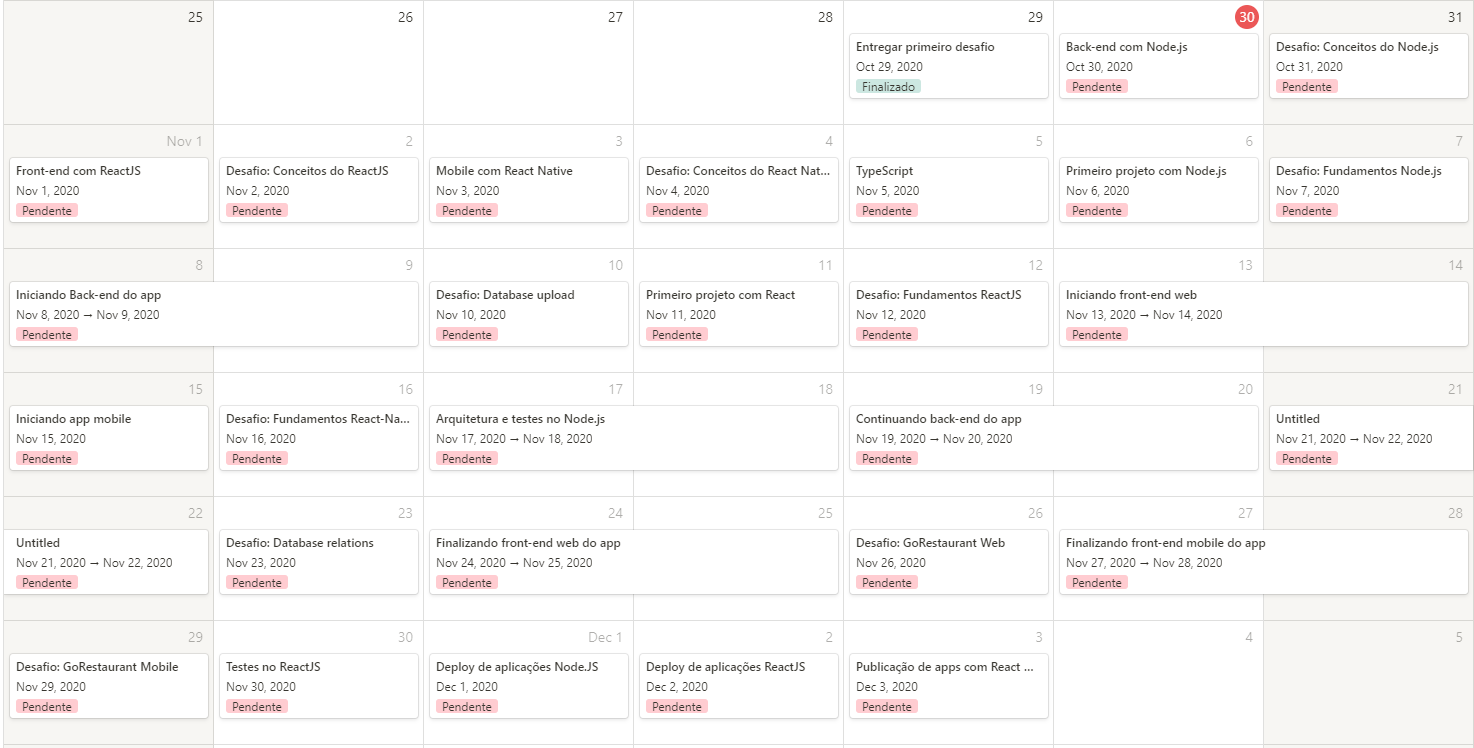 25 26 27 28 29 30 31
Entregar primeiro desafio
Oct 29, 2020
Finalizado
Back-end com Node.js
Oct 30, 2020
Pendente
Desafio: Conceitos do Node.js
Oct 31, 2020
Pendente
Nov 1 2 3 4 5 6 7
Front-end com ReactJS
Nov 1, 2020
Pendente
Desafio: Conceitos do ReactJS
Nov 2, 2020
Pendente
Mobile com React Native
Nov 3, 2020
Pendente
Desafio: Conceitos do React Nat...
Nov 4, 2020
Pendente
TypeScript
Nov 5, 2020
Pendente
Primeiro projeto com Node.js
Nov 6, 2020
Pendente
Desafio: Fundamentos Node.js
Nov 7, 2020
Pendente
8 9 10 11 12 13 14
Iniciando Back-end do app
Nov 8, 2020 → Nov 9, 2020
Pendente
Desafio: Database upload
Nov 10, 2020
Pendente
Primeiro projeto com React
Nov 11, 2020
Pendente
Desafio: Fundamentos ReactJS
Nov 12, 2020
Pendente
Iniciando front-end web
Nov 13, 2020 → Nov 14, 2020
Pendente
15 16 17 18 19 20 21
Iniciando app mobile
Nov 15, 2020
Pendente
Desafio: Fundamentos React-Na...
Nov 16, 2020
Pendente
Arquitetura e testes no Node.js
Nov 17, 2020 → Nov 18, 2020
Pendente
Continuando back-end do app
Nov 19, 2020 → Nov 20, 2020
Pendente
Untitled
Nov 21, 2020 → Nov 22, 2020
Pendente
22 23 24 25 26 27 28
Untitled
Nov 21, 2020 → Nov 22, 2020
Pendente
Desafio: Database relations
Nov 23, 2020
Pendente
Finalizando front-end web do app
Nov 24, 2020 → Nov 25, 2020
Pendente
Desafio: GoRestaurant Web
Nov 26, 2020
Pendente
Finalizando front-end mobile do app
Nov 27, 2020 → Nov 28, 2020
Pendente
29 30 Dec 1 2 3 4 5
Desafio: GoRestaurant Mobile
Nov 29, 2020
Pendente
Testes no ReactJS
Nov 30, 2020
Pendente
Deploy de aplicações Node.JS
Dec 1, 2020
Pendente
Deploy de aplicações ReactJS
Dec 2, 2020
Pendente
Publicação de apps com React ...
Dec 3, 2020
Pendente